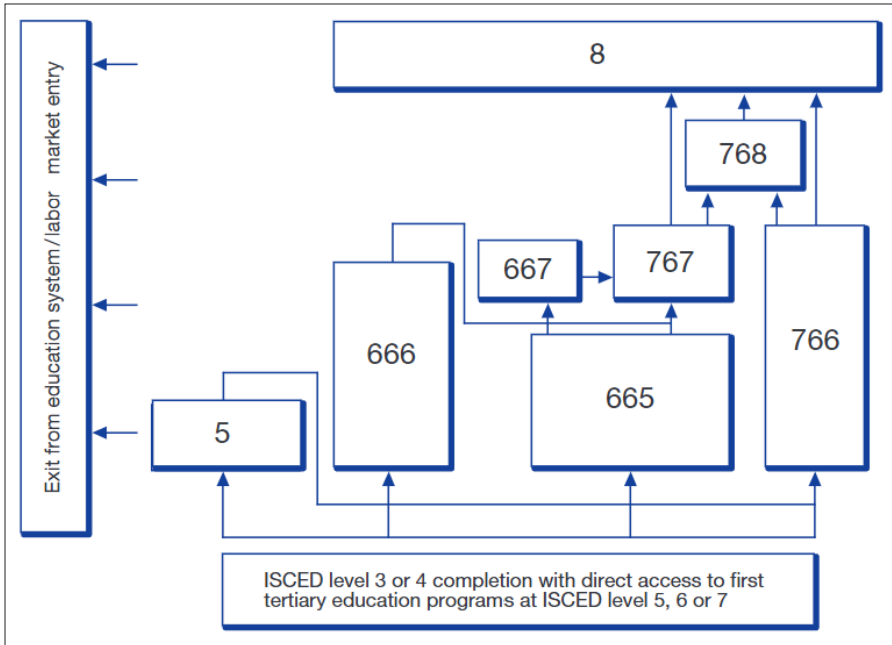 Exit from education system/labor market entry
8
768
667
767
666
665
766
5
ISCED level 3 or 4 completion with direct access to first
tertiary education programs at ISCED level 5, 6 or 7